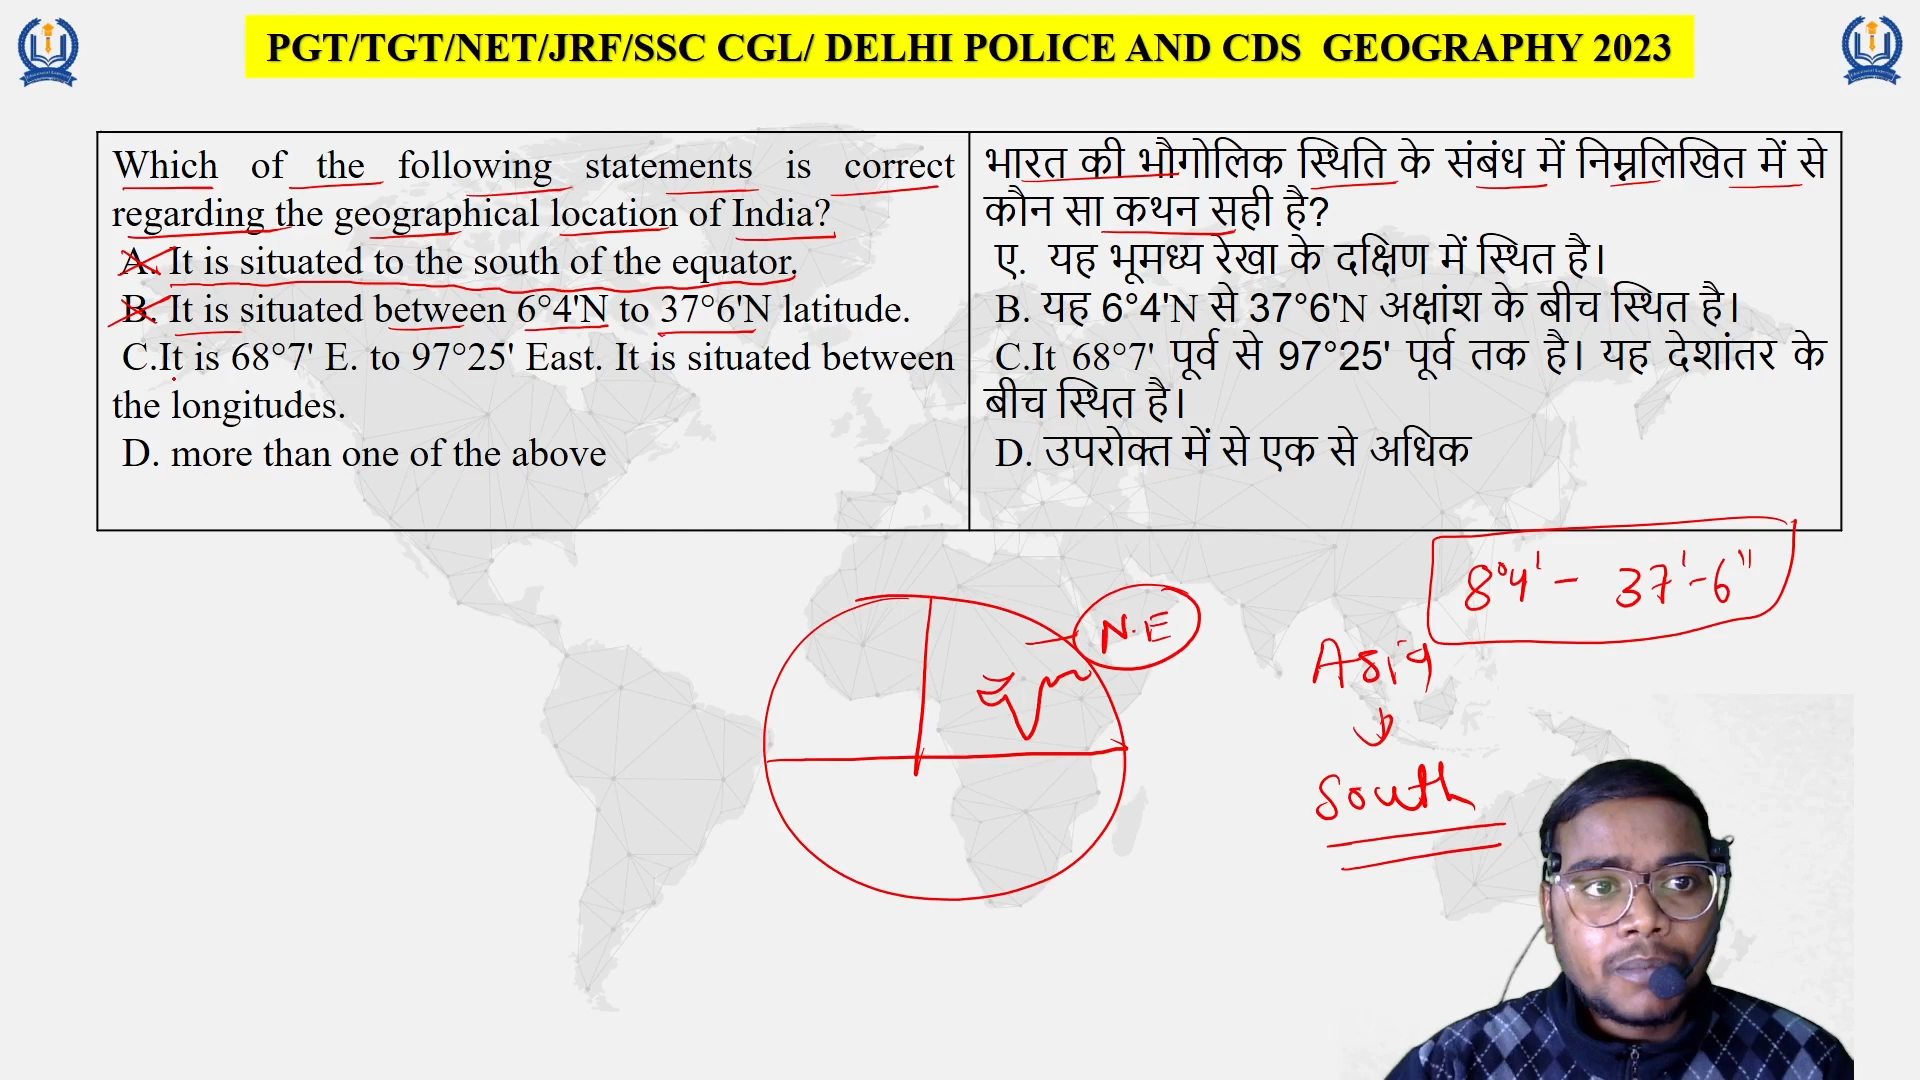 PGT/TGT/NET/JRF/SSC CGL/ DELHI POLICE AND CDS GEOGRAPHY 2023
Which of the following statements is correct
regarding the geographical location of India?
A. It is situated to the south of the equator.
B. It is situated between 6°4'N to 37°6'N latitude.
C.It is 68°7' E. to 97°25' East. It is situated between
the longitudes.
D. more than one of the above
भारत की भौगोलिक स्थिति के संबंध में निम्नलिखित में से
कौन सा कथन सही है?
ए. यह भूमध्य रेखा के दक्षिण में स्थित है।
B. यह 6°4'N से 37°6'N अक्षांश के बीच स्थित है।
C.It 68°7' पूर्व से 97°25' पूर्व तक है। यह देशांतर के
बीच स्थित है।
D. उपरोक्त में से एक से अधिक
8°4' - 37'-6"
N.E
Asia
South